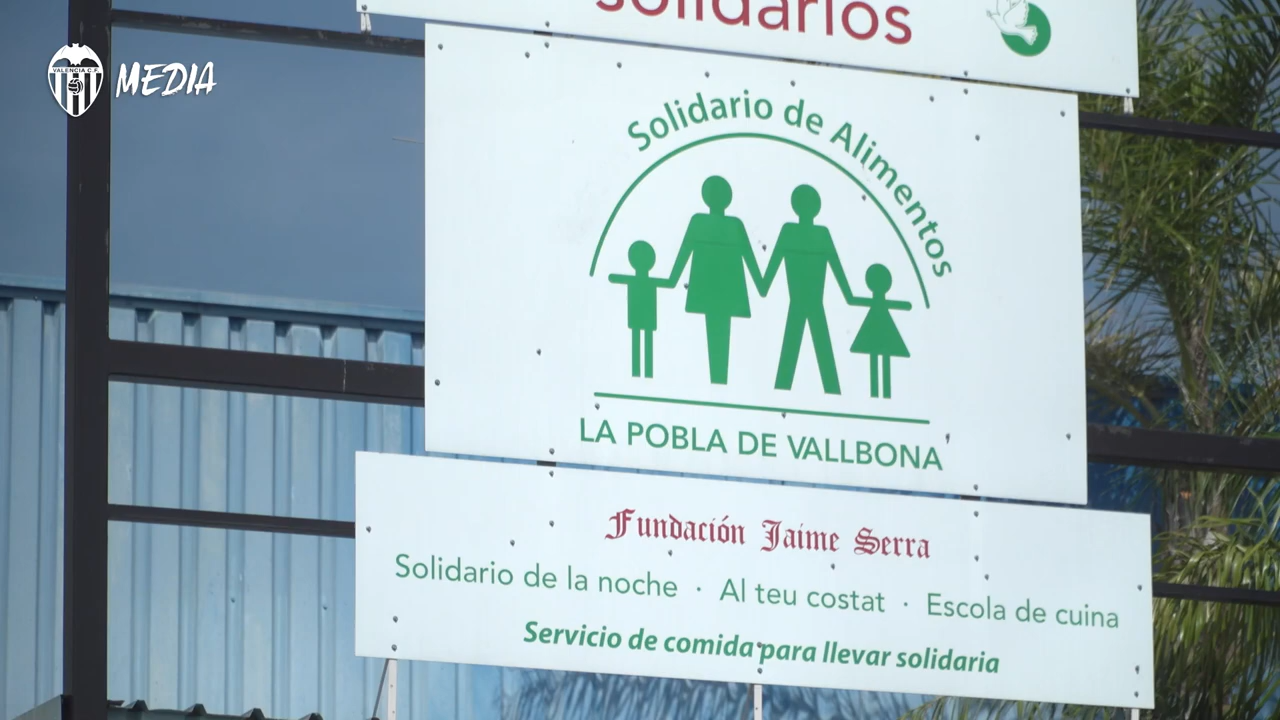 solidarios
VALENCIA C.F.
MEDIA
Solidario de Alimentos
LA POBLA DE VALLBONA
Fundación Jaime Serra
Solidario de la noche · Al teu costat · Escola de cuina
Servicio de comida para llevar solidaria